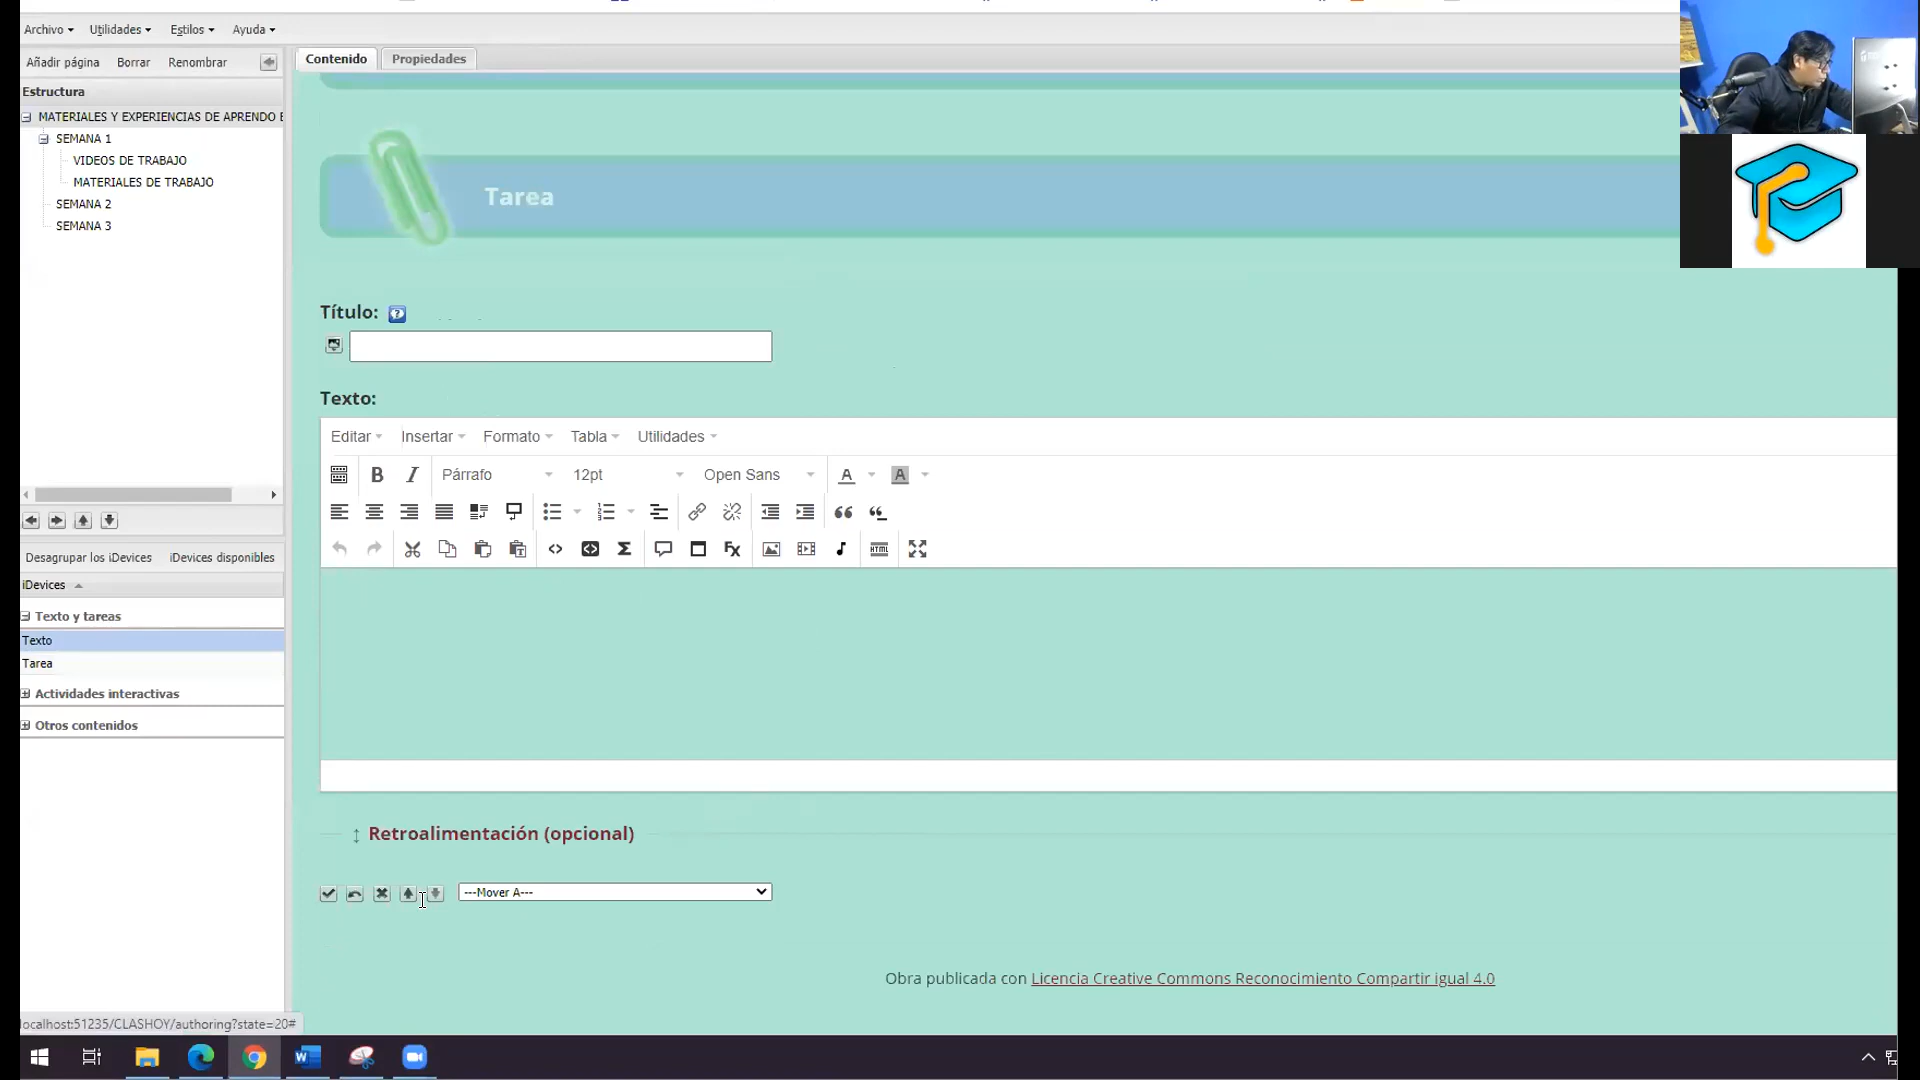 Archivo Utilidades Estilos Ayuda
Añadir página Borrar Renombrar
Estructura
MATERIALES Y EXPERIENCIAS DE APRENDO E
SEMANA 1
VIDEOS DE TRABAJO
MATERIALES DE TRABAJO
SEMANA 2
SEMANA 3
Desagrupar los iDevices iDevices disponibles
iDevices
Texto y tareas
Texto
Tarea
Actividades interactivas
Otros contenidos
Contenido Propiedades
Tarea
Título:
Texto:
Editar Insertar Formato Tabla Utilidades
Párrafo 12pt Open Sans
HTML
Retroalimentación (opcional)
---Mover A---
Obra publicada con Licencia Creative Commons Reconocimiento Compartir igual 4.0
localhost:51235/CLASHOY/authoring?state=20#